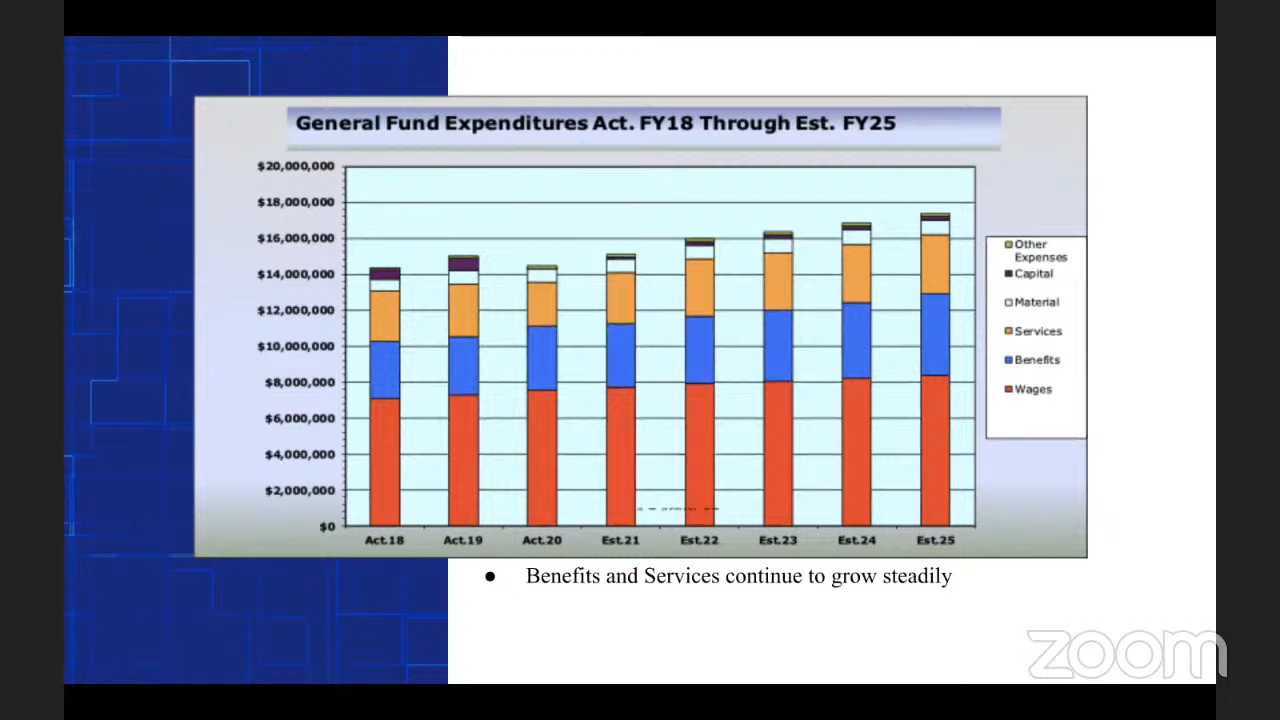 General Fund Expenditures Act. FY18 Through Est. FY25
$20,000,000
$18,000,000
$16,000,000
$14,000,000
$12,000,000
$10,000,000
$8,000,000
$6,000,000
$4,000,000
$2,000,000
$0
Act.18 Act.19 Act.20 Est.21 Est.22 Est.23 Est.24 Est.25
Other
Expenses
Capital
Material
Services
Benefits
Wages
● Benefits and Services continue to grow steadily
zoom